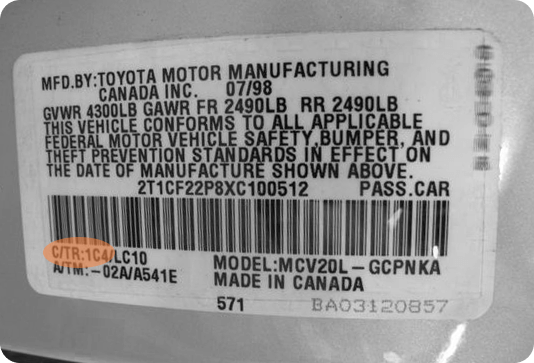 MFD.BY:TOYOTA MOTOR MANUFACTURING
CANADA INC. 07/98
GVWR 4300LB GAWR FR 2490LB RR 2490LB
THIS VEHICLE CONFORMS TO ALL APPLICABLE
FEDERAL MOTOR VEHICLE SAFETY,BUMPER, AND
THEFT PREVENTION STANDARDS IN EFFECT ON
THE DATE OF MANUFACTURE SHOWN ABOVE.
2T1CF22P8XC100512 PASS.CAR
C/TR:1C4/LC10
A/TM:-02A/A541E
MODEL:MCV20L-GCPNKA
MADE IN CANADA
571 BA03120857